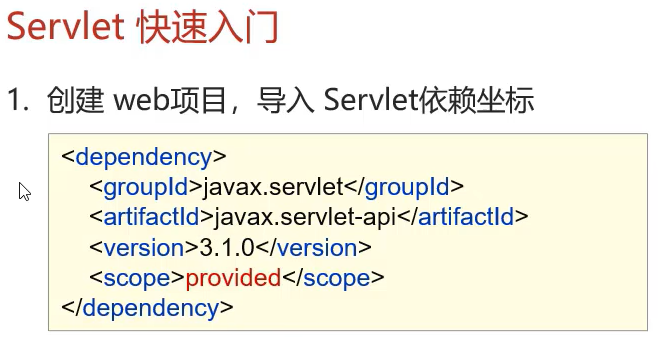 Servlet 快速入门
1. 创建 web项目，导入 Servlet依赖坐标
<dependency>
<groupId>javax.servlet</groupId>
<artifactId>javax.servlet-api</artifactId>
<version>3.1.0</version>
<scope>provided</scope>
</dependency>